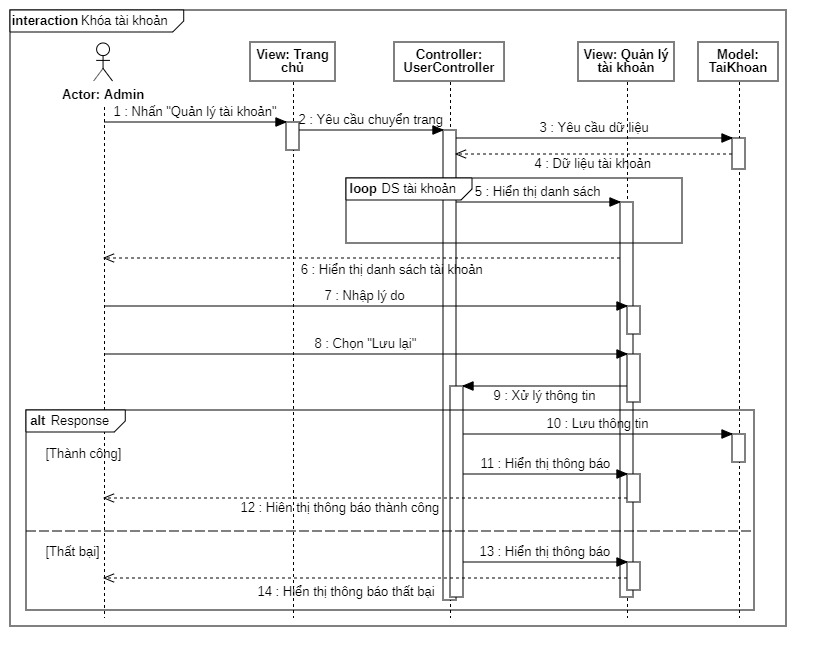 interaction Khóa tài khoản
View: Trang
chủ
Controller:
UserController
View: Quản lý
tài khoản
Model:
TaiKhoan
Actor: Admin
1 : Nhấn "Quản lý tài khoản"
2 : Yêu cầu chuyển trang
3 : Yêu cầu dữ liệu
4 : Dữ liệu tài khoản
loop DS tài khoản
5 : Hiển thị danh sách
6 : Hiển thị danh sách tài khoản
7 : Nhập lý do
8 : Chọn "Lưu lại"
9 : Xử lý thông tin
alt Response
10 : Lưu thông tin
[Thành công]
11 : Hiển thị thông báo
12 : Hiên thị thông báo thành công
[Thất bại]
13 : Hiển thị thông báo
14 : Hiển thị thông báo thất bại